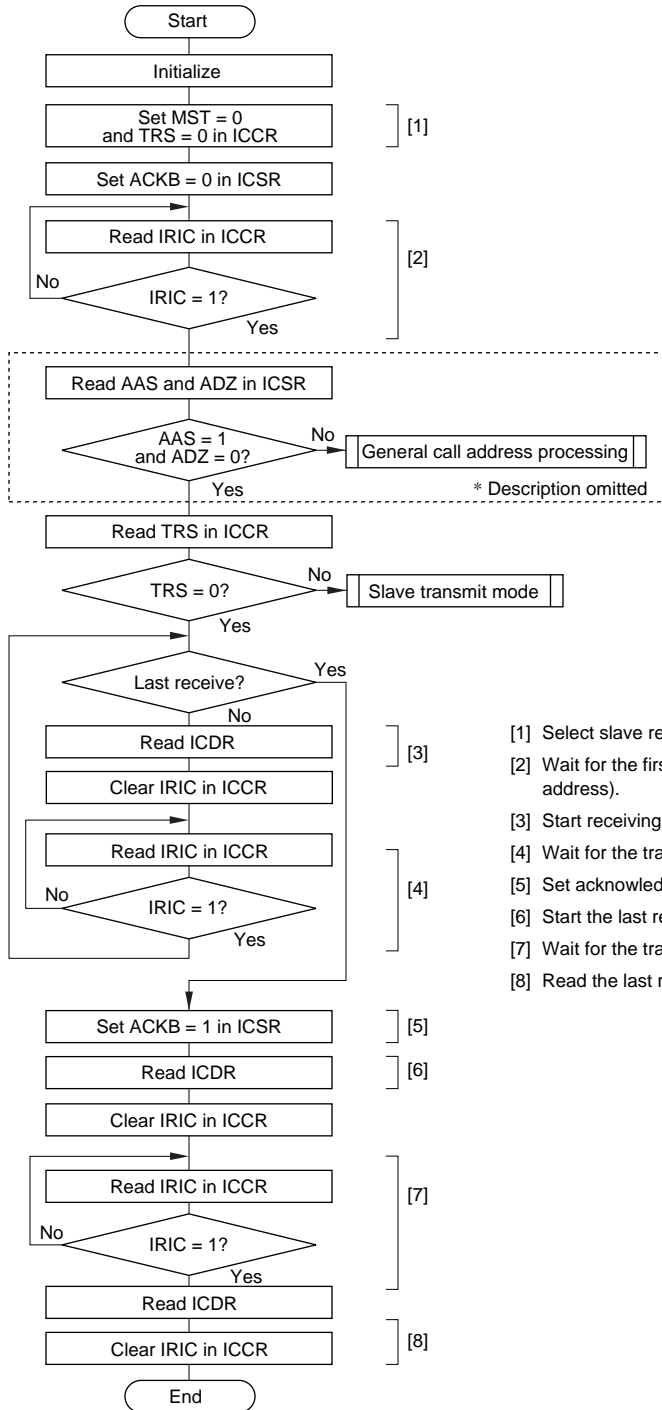 Start
Initialize
Set MST = 0
and TRS = 0 in ICCR
[1]
Set ACKB = 0 in ICSR
Read IRIC in ICCR
[2]
No
IRIC = 1?
Yes
Read AAS and ADZ in ICSR
AAS = 1
and ADZ = 0?
No
General call address processing
Yes
* Description omitted
Read TRS in ICCR
TRS = 0?
No
Slave transmit mode
Yes
Last receive?
Yes
No
Read ICDR
[3]
Clear IRIC in ICCR
Read IRIC in ICCR
[4]
No
IRIC = 1?
Yes
[1] Select slave re
[2] Wait for the firs
address).
[3] Start receiving
[4] Wait for the tra
[5] Set acknowled
[6] Start the last re
[7] Wait for the tra
[8] Read the last r
Set ACKB = 1 in ICSR
[5]
Read ICDR
[6]
Clear IRIC in ICCR
Read IRIC in ICCR
[7]
No
IRIC = 1?
Yes
Read ICDR
Clear IRIC in ICCR
[8]
End